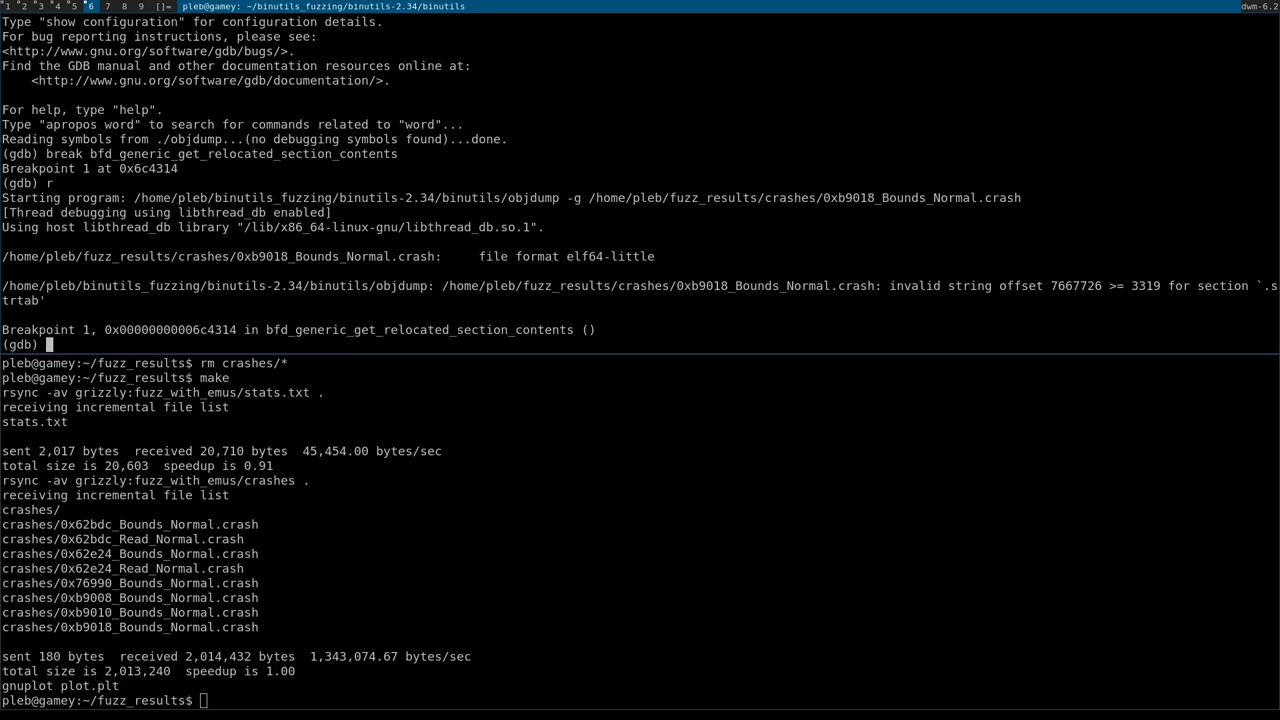 1 2 3 4 5 6 7 8 9 []= pleb@gamey: ~/binutils_fuzzing/binutils-2.34/binutils dwm-6.2
Type "show configuration" for configuration details.
For bug reporting instructions, please see:
<http://www.gnu.org/software/gdb/bugs/>.
Find the GDB manual and other documentation resources online at:
    <http://www.gnu.org/software/gdb/documentation/>.
For help, type "help".
Type "apropos word" to search for commands related to "word"...
Reading symbols from ./objdump...(no debugging symbols found)...done.
(gdb) break bfd_generic_get_relocated_section_contents
Breakpoint 1 at 0x6c4314
(gdb) r
Starting program: /home/pleb/binutils_fuzzing/binutils-2.34/binutils/objdump -g /home/pleb/fuzz_results/crashes/0xb9018_Bounds_Normal.crash
[Thread debugging using libthread_db enabled]
Using host libthread_db library "/lib/x86_64-linux-gnu/libthread_db.so.1".
/home/pleb/fuzz_results/crashes/0xb9018_Bounds_Normal.crash:     file format elf64-little
/home/pleb/binutils_fuzzing/binutils-2.34/binutils/objdump: /home/pleb/fuzz_results/crashes/0xb9018_Bounds_Normal.crash: invalid string offset 7667726 >= 3319 for section `.s
trtab'
Breakpoint 1, 0x00000000006c4314 in bfd_generic_get_relocated_section_contents ()
(gdb)
pleb@gamey:~/fuzz_results$ rm crashes/*
pleb@gamey:~/fuzz_results$ make
rsync -av grizzly:fuzz_with_emus/stats.txt .
receiving incremental file list
stats.txt
sent 2,017 bytes  received 20,710 bytes  45,454.00 bytes/sec
total size is 20,603  speedup is 0.91
rsync -av grizzly:fuzz_with_emus/crashes .
receiving incremental file list
crashes/
crashes/0x62bdc_Bounds_Normal.crash
crashes/0x62bdc_Read_Normal.crash
crashes/0x62e24_Bounds_Normal.crash
crashes/0x62e24_Read_Normal.crash
crashes/0x76990_Bounds_Normal.crash
crashes/0xb9008_Bounds_Normal.crash
crashes/0xb9010_Bounds_Normal.crash
crashes/0xb9018_Bounds_Normal.crash
sent 180 bytes  received 2,014,432 bytes  1,343,074.67 bytes/sec
total size is 2,013,240  speedup is 1.00
gnuplot plot.plt
pleb@gamey:~/fuzz_results$